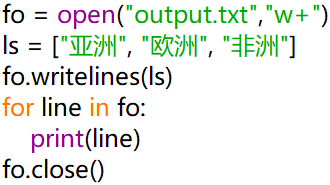 fo = open("output.txt","w+")
ls = ["亚洲", "欧洲", "非洲"]
fo.writelines(ls)
for line in fo:
    print(line)
fo.close()